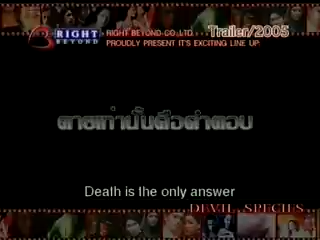 RIGHT BEYOND
RIGHT BEYOND CO.,LTD.
PROUDLY PRESENT IT'S EXCITING LINE UP
Trailer/2005
ตายเท่านั้นคือคำตอบ
Death is the only answer
DEVIL SPECIES